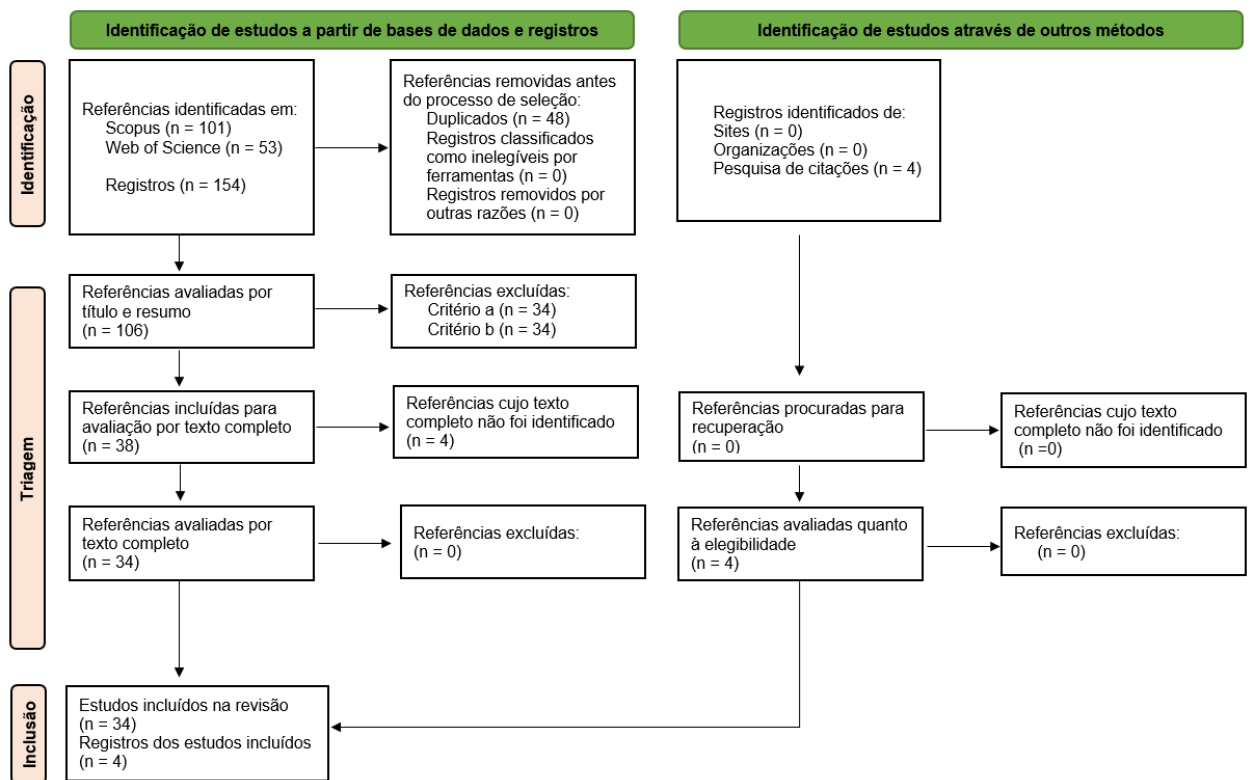 Identificação de estudos a partir de bases de dados e registros
Identificação de estudos através de outros métodos
Identificação
Referências identificadas em:
Scopus (n = 101)
Web of Science (n = 53)
Registros (n = 154)
Referências removidas antes
do processo de seleção:
Duplicados (n = 48)
Registros classificados
como inelegíveis por
ferramentas (n = 0)
Registros removidos por
outras razões (n = 0)
Registros identificados de:
Sites (n = 0)
Organizações (n = 0)
Pesquisa de citações (n = 4)
Triagem
Referências avaliadas por
título e resumo
(n = 106)
Referências excluídas:
Critério a (n = 34)
Critério b (n = 34)
Referências incluídas para
avaliação por texto completo
(n = 38)
Referências cujo texto
completo não foi identificado
(n = 4)
Referências procuradas para
recuperação
(n = 0)
Referências cujo texto
completo não foi identificado
(n =0)
Referências avaliadas por
texto completo
(n = 34)
Referências excluídas:
(n = 0)
Referências avaliadas quanto
à elegibilidade
(n = 4)
Referências excluídas:
(n = 0)
Inclusão
Estudos incluídos na revisão
(n = 34)
Registros dos estudos incluídos
(n = 4)